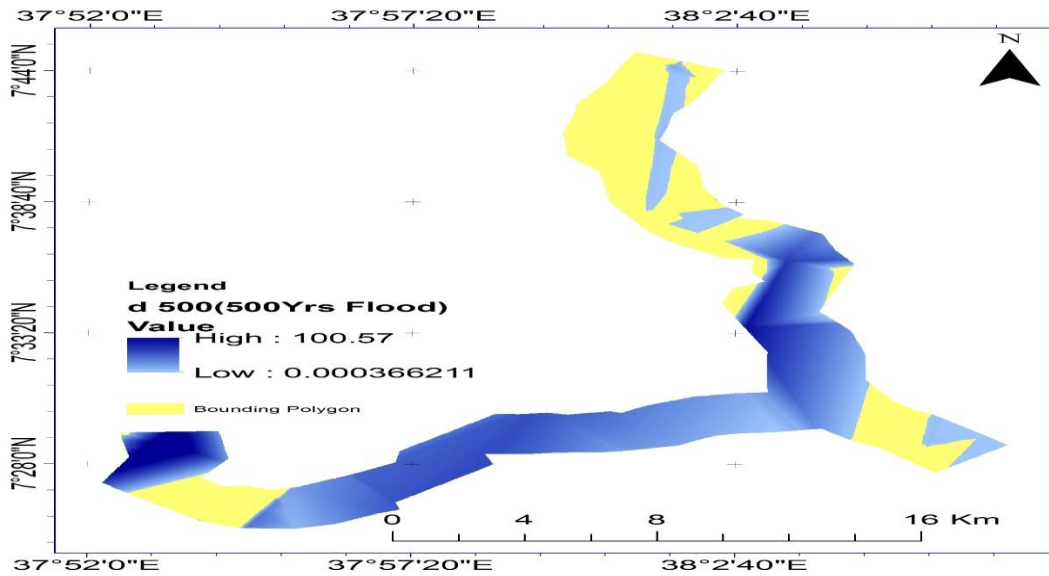 37°52'0"E 37°57'20"E 38°2'40"E
N
7°44'0"N
7°38'40"N
7°33'20"N
7°28'0"N
Legend
d 500(500Yrs Flood)
Value
High : 100.57
Low : 0.000366211
Bounding Polygon
0 4 8 16 Km
37°52'0"E 37°57'20"E 38°2'40"E